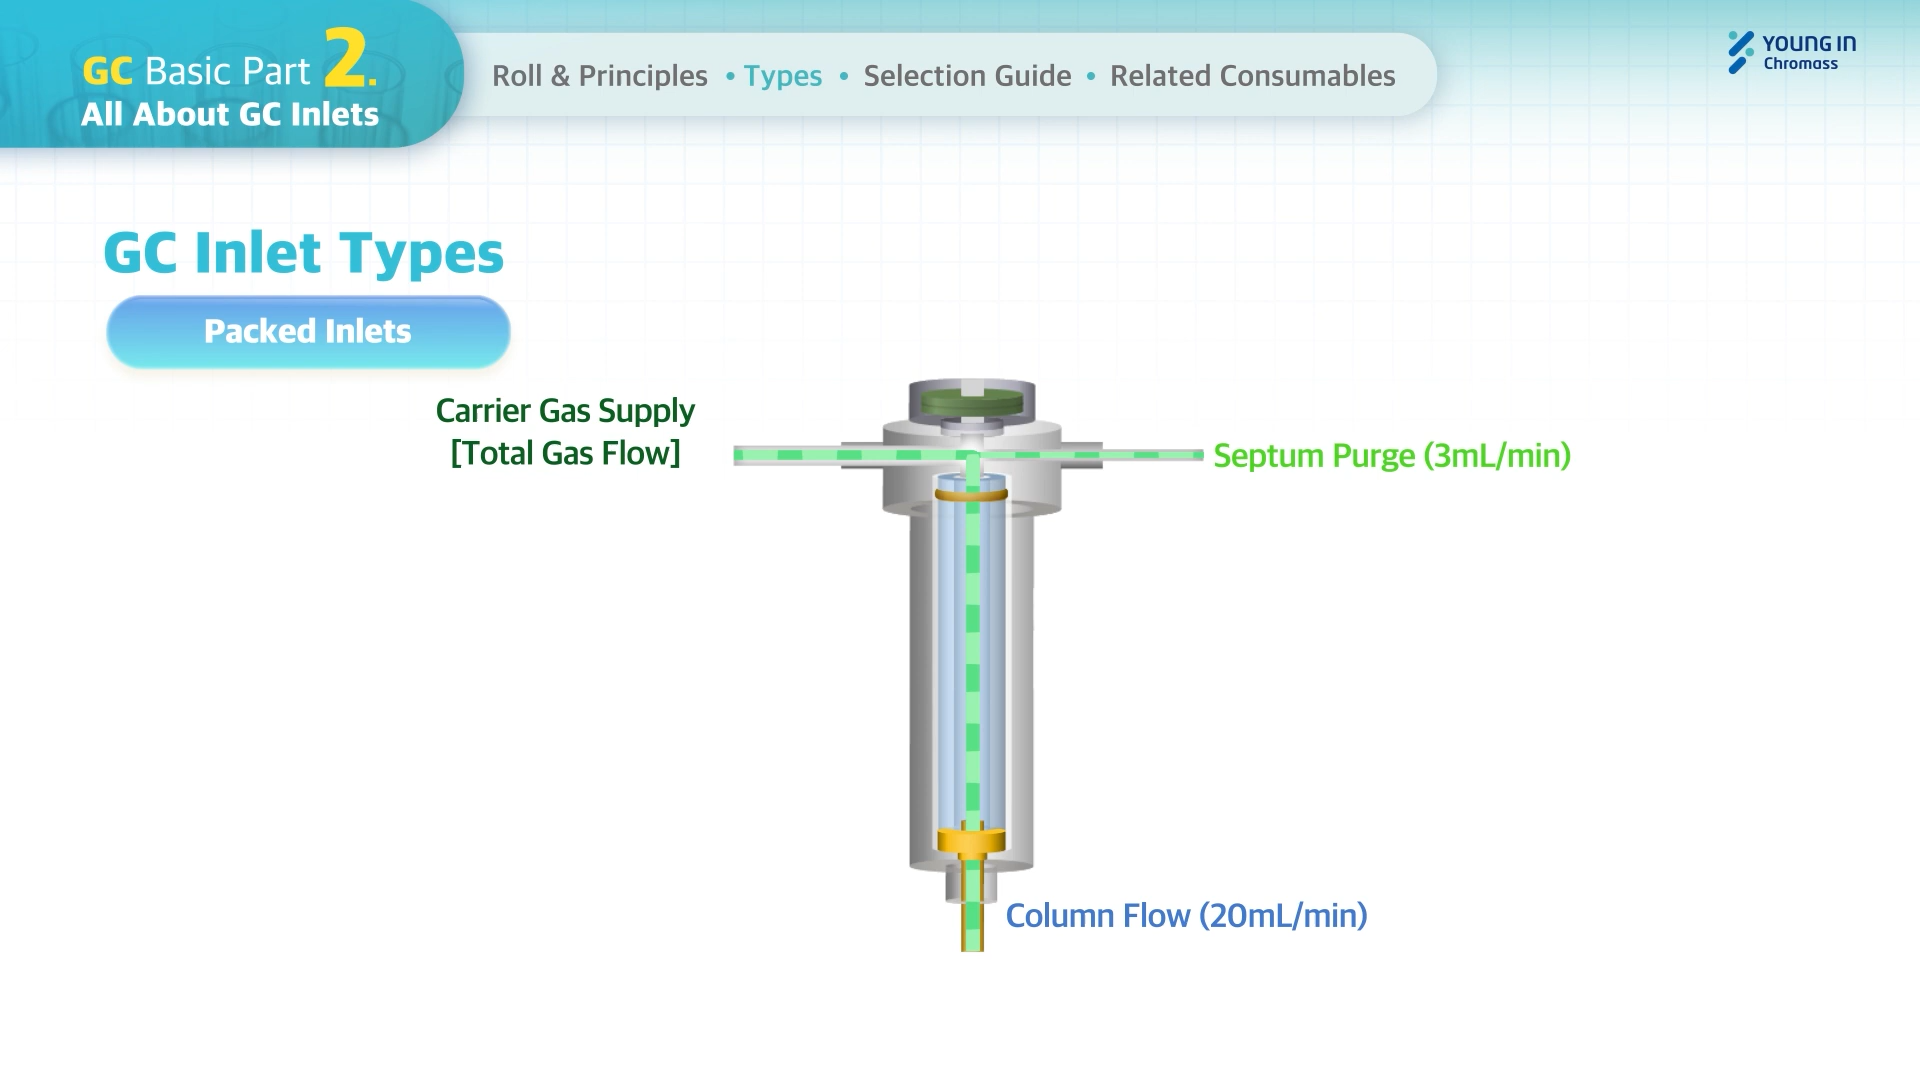 GC Basic Part 2.
All About GC Inlets
Roll & Principles • Types • Selection Guide • Related Consumables
YOUNG IN
Chromass
GC Inlet Types
Packed Inlets
Carrier Gas Supply
[Total Gas Flow]
Septum Purge (3mL/min)
Column Flow (20mL/min)